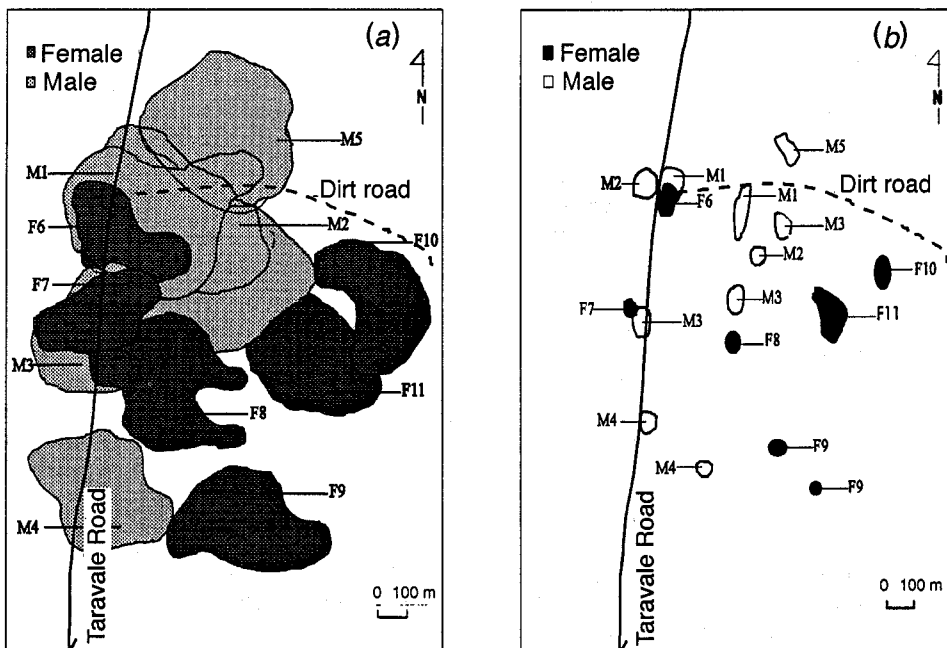 (a)
Female
Male
N
M5
M1
Dirt road
F6
M2
F10
F7
M3
F11
F8
F9
M4
Taravale Road
0 100 m
(b)
Female
Male
N
M5
M2
M1
Dirt road
F6
M1
M3
M2
F10
M3
F7
M3
F11
F8
M4
F9
M4
F9
Taravale Road
0 100 m